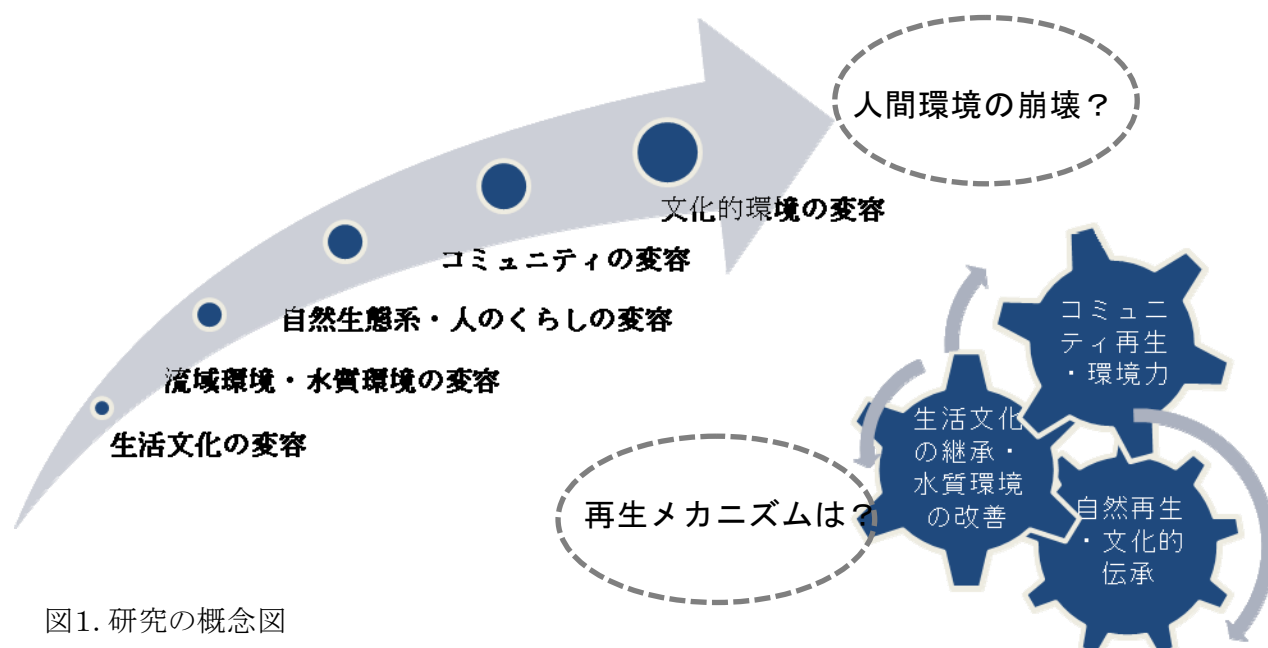 人間環境の崩壊？
文化的環境の変容
コミュニティの変容
自然生態系・人のくらしの変容
流域環境・水質環境の変容
生活文化の変容
コミュニ
ティ再生
・環境力
生活文化
の継承・
水質環境
の改善
自然再生
・文化的
伝承
再生メカニズムは？
図1. 研究の概念図